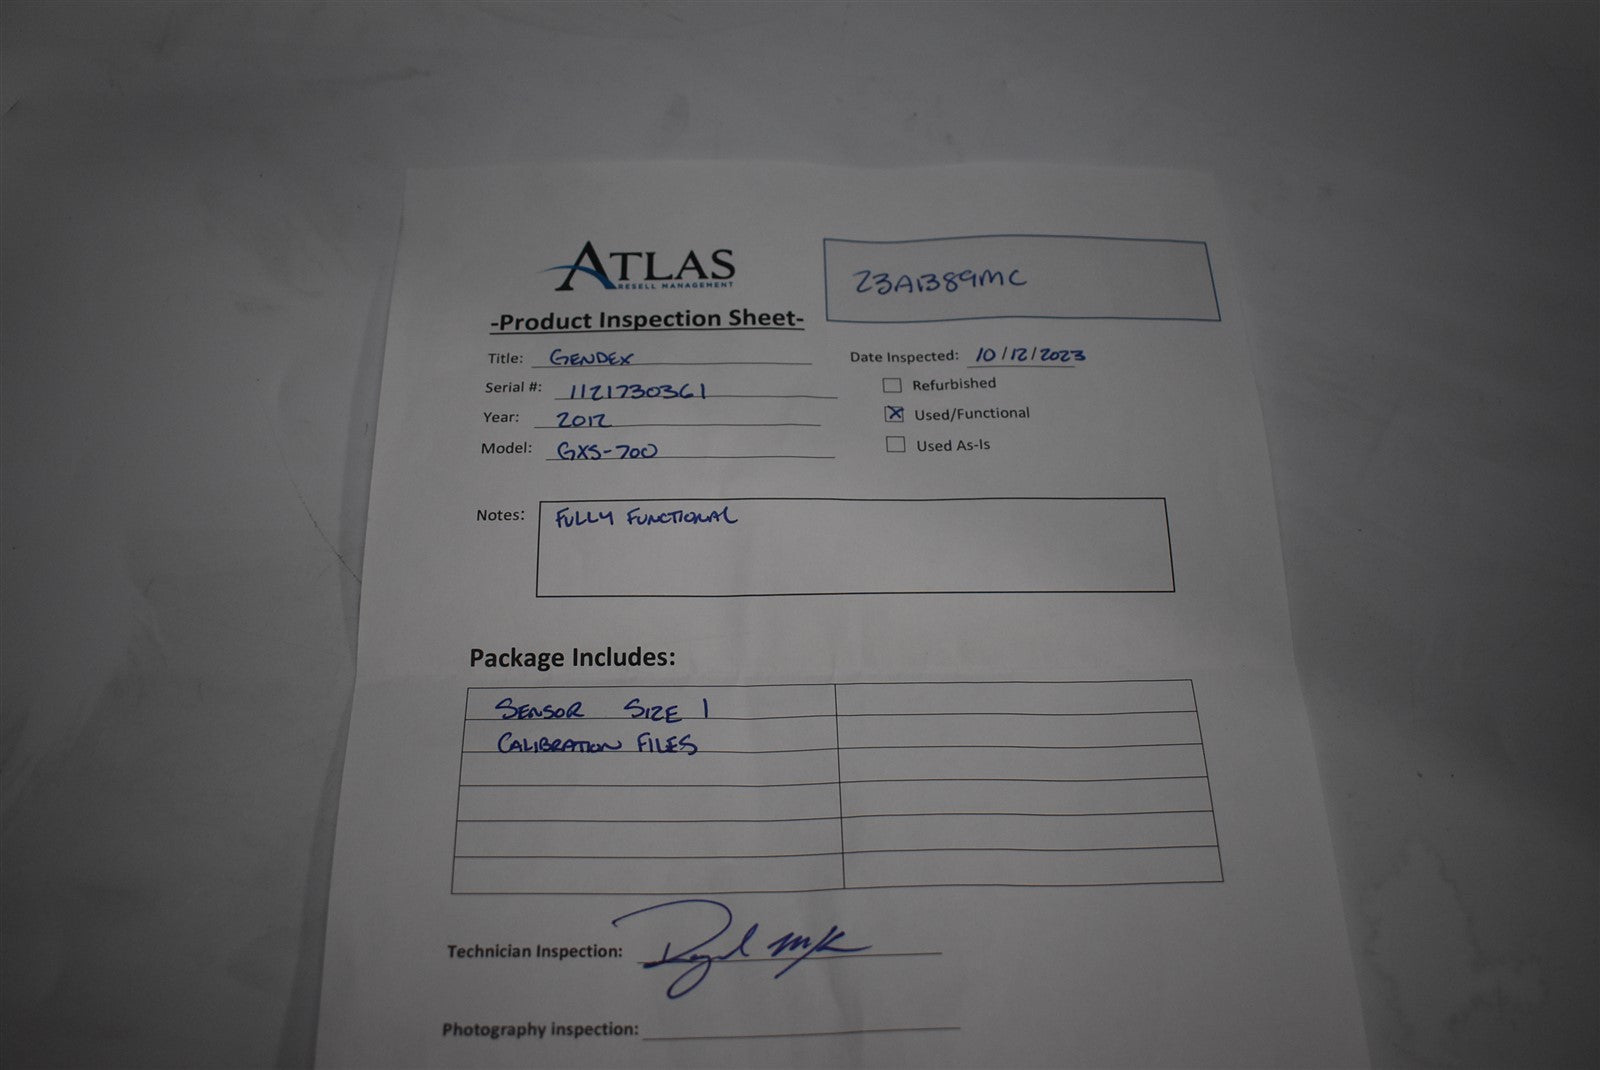 ATLAS
RESELL MANAGEMENT
23A1389MC
-Product Inspection Sheet-
Title: GENDEX
Date Inspected: 10/12/2023
Serial #: 1121730361
Refurbished
Year: 2012
Used/Functional
Model: GXS-700
Used As-Is
Notes: FULLY FUNCTIONAL
Package Includes:
SENSOR SIZE 1
CALIBRATION FILES
Technician Inspection:
Photography inspection: